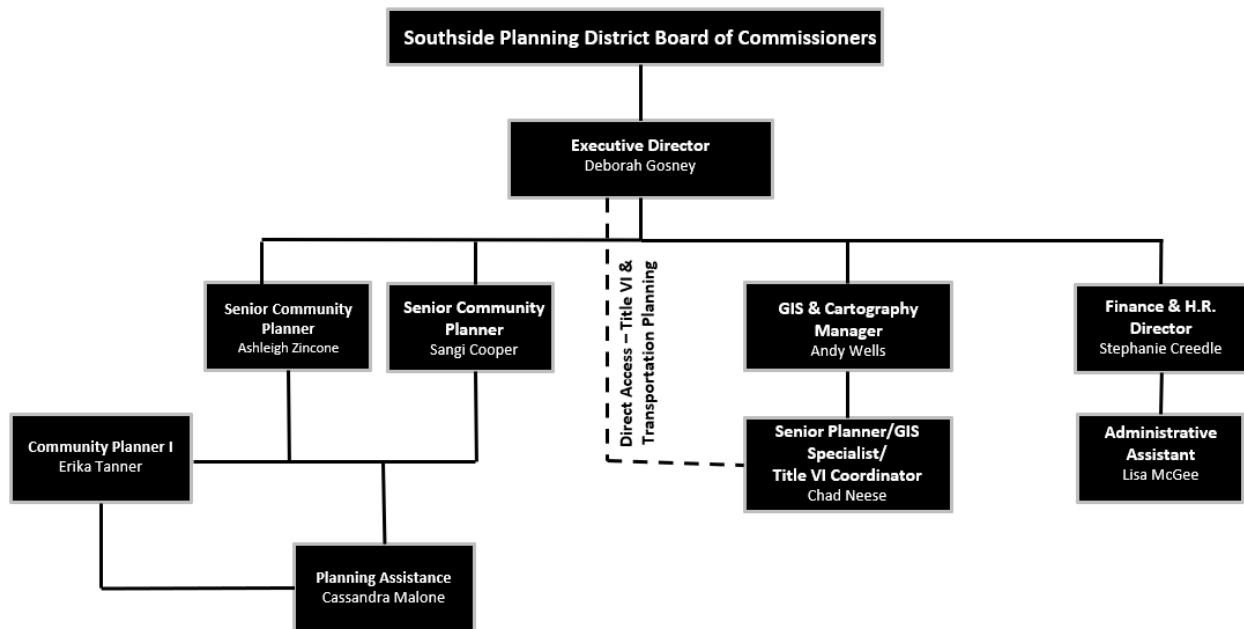 Southside Planning District Board of Commissioners
Executive Director
Deborah Gosney
Direct Access – Title VI &
Transportation Planning
Senior Community
Planner
Ashleigh Zincone
Senior Community
Planner
Sangi Cooper
GIS & Cartography
Manager
Andy Wells
Finance & H.R.
Director
Stephanie Creedle
Community Planner I
Erika Tanner
Senior Planner/GIS
Specialist/
Title VI Coordinator
Chad Neese
Administrative
Assistant
Lisa McGee
Planning Assistance
Cassandra Malone